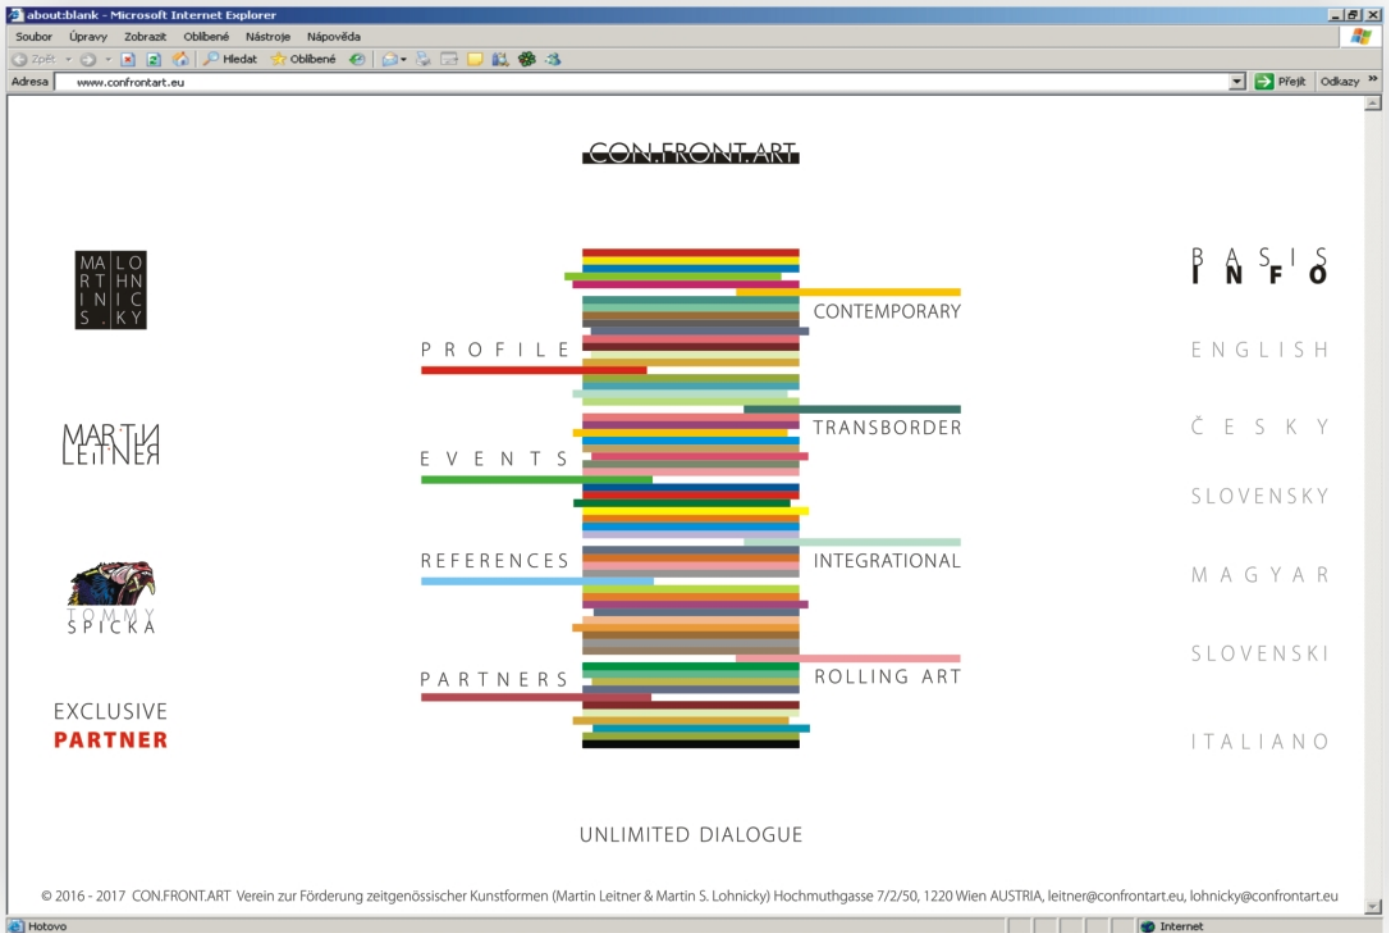 about:blank - Microsoft Internet Explorer
Soubor Úpravy Zobrazit Oblíbené Nástroje Nápověda
Zpět Hledat Oblíbené
Adresa www.confrontart.eu Přejít Odkazy »
CON.FRONT.ART
MA LO
RT HN
IN IC
S. KY
BASIS
INFO
CONTEMPORARY
PROFILE
ENGLISH
MARTIN
LEITNER
TRANSBORDER
ČESKY
EVENTS
SLOVENSKY
REFERENCES
INTEGRATIONAL
MAGYAR
TOMMY
SPICKA
SLOVENSKI
PARTNERS
ROLLING ART
EXCLUSIVE
PARTNER
ITALIANO
UNLIMITED DIALOGUE
© 2016 - 2017 CON.FRONT.ART Verein zur Förderung zeitgenössischer Kunstformen (Martin Leitner & Martin S. Lohnicky) Hochmuthgasse 7/2/50, 1220 Wien AUSTRIA, leitner@confrontart.eu, lohnicky@confrontart.eu
Hotovo Internet